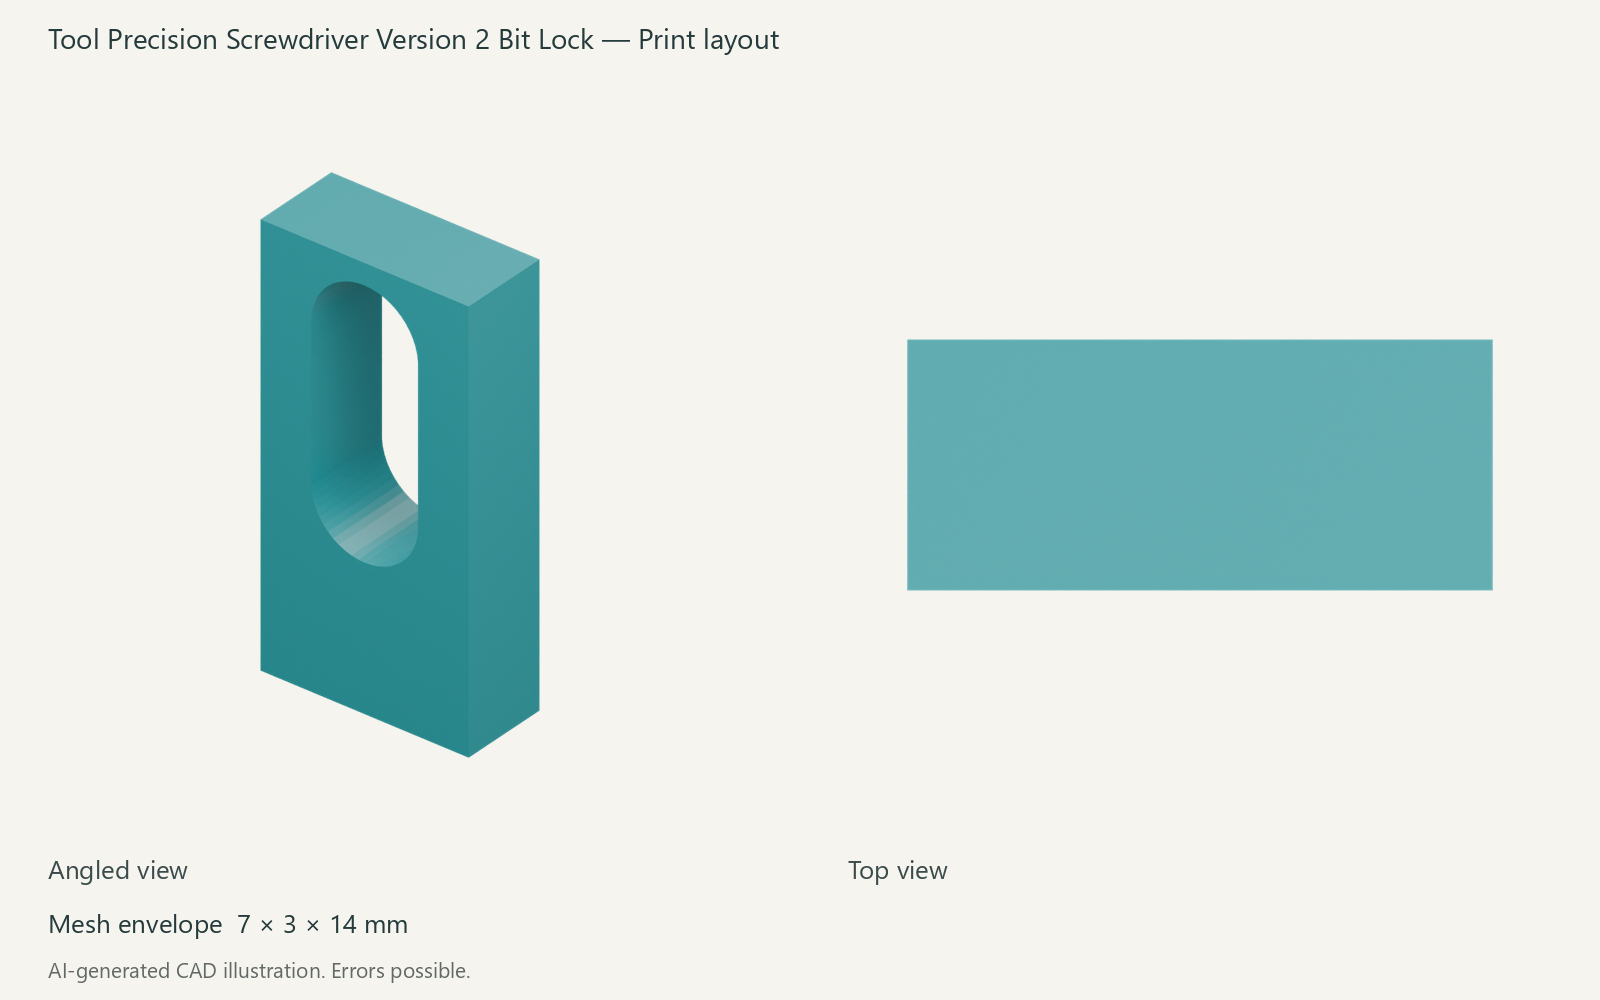 Tool Precision Screwdriver Version 2 Bit Lock — Print layout
Angled view
Top view
Mesh envelope  7 × 3 × 14 mm
AI-generated CAD illustration. Errors possible.